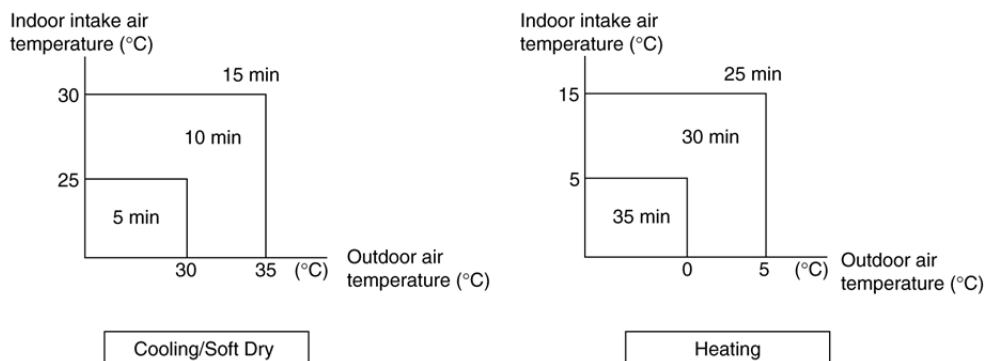 Indoor intake air
temperature (°C)
15 min
30
10 min
25
5 min
30 35 (°C)
Outdoor air
temperature (°C)
Cooling/Soft Dry
Indoor intake air
temperature (°C)
25 min
15
30 min
5
35 min
0 5 (°C)
Outdoor air
temperature (°C)
Heating